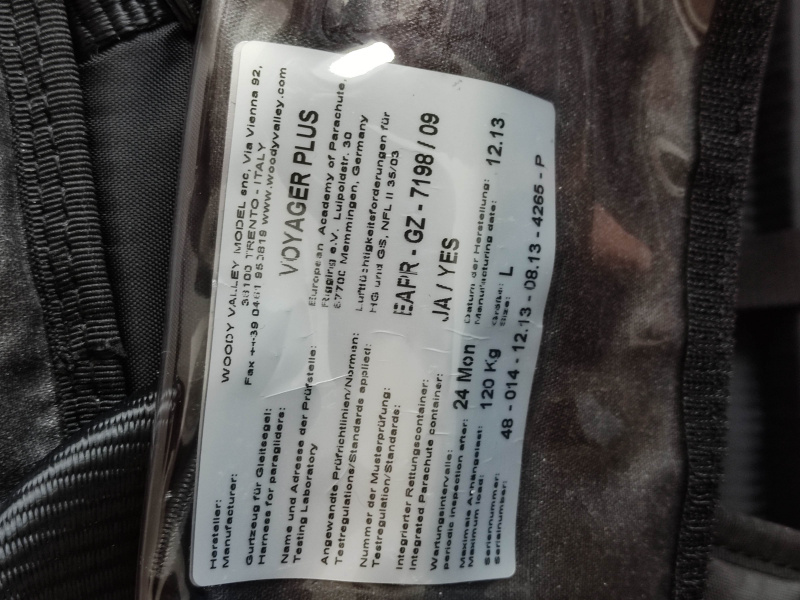 Hersteller:
Manufacturer:
WOODY VALLEY MODEL snc, Via Vienna 92,
38100 TRENTO - ITALY
Fax ++39 0461 950819 www.woodyvalley.com
Gurtzeug für Gleitsegel:
Harness for paragliders:
VOYAGER PLUS
Name und Adresse der Prüfstelle:
Testing Laboratory
European Academy of Parachute
Rigging e.V. Luipoldstr. 30
87700 Memmingen, Germany
Angewandte Prüfrichtlinien/Normen:
Testregulations/Standards applied:
Lufttüchtigkeitsforderungen für
HG und GS, NFL II 35/03
Nummer der Musterprüfung:
Testregulation/Standards:
EAPR - GZ - 7198 / 09
Integrierter Rettungscontainer:
Integrated Parachute container:
JA / YES
Wartungsintervalle:
periodic inspection after:
24 Mon
Datum der Herstellung:
Manufacturing date:
12.13
Maximale Anhängelast:
Maximum load:
120 Kg
Größe:
Size:
L
Seriennummer:
Serialnumber:
48 - 014 - 12.13 - 08.13 - 4265 - P